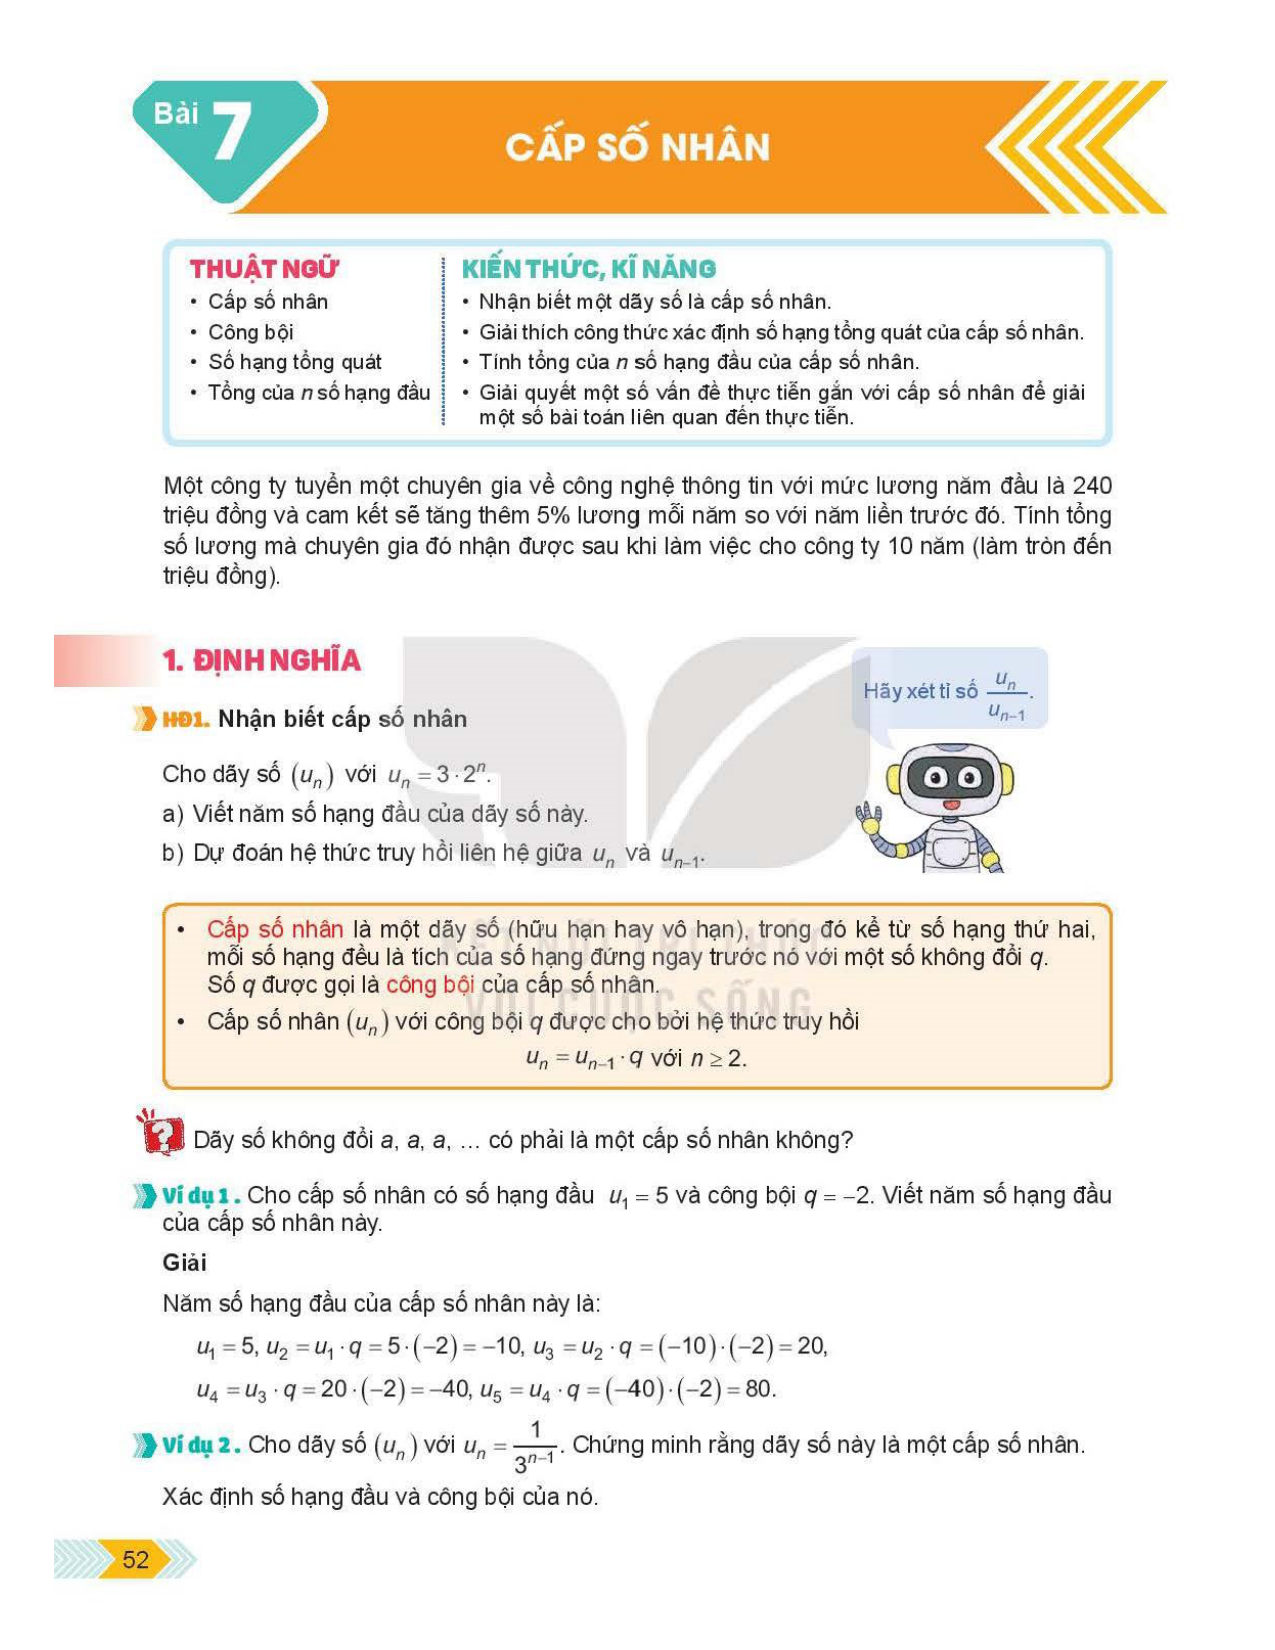 Bài 7
CẤP SỐ NHÂN
THUẬT NGỮ
• Cấp số nhân
• Công bội
• Số hạng tổng quát
• Tổng của n số hạng đầu
KIẾN THỨC, KĨ NĂNG
• Nhận biết một dãy số là cấp số nhân.
• Giải thích công thức xác định số hạng tổng quát của cấp số nhân.
• Tính tổng của n số hạng đầu của cấp số nhân.
• Giải quyết một số vấn đề thực tiễn gắn với cấp số nhân để giải
một số bài toán liên quan đến thực tiễn.
Một công ty tuyển một chuyên gia về công nghệ thông tin với mức lương năm đầu là 240
triệu đồng và cam kết sẽ tăng thêm 5% lương mỗi năm so với năm liền trước đó. Tính tổng
số lương mà chuyên gia đó nhận được sau khi làm việc cho công ty 10 năm (làm tròn đến
triệu đồng).
1. ĐỊNH NGHĨA
Hãy xét tỉ số u_n/u_{n–1}.
HĐ1. Nhận biết cấp số nhân
Cho dãy số (u_n) với u_n = 3·2^n.
a) Viết năm số hạng đầu của dãy số này.
b) Dự đoán hệ thức truy hồi liên hệ giữa u_n và u_{n–1}.
KẾT NỐI TRI THỨC
VỚI CUỘC SỐNG
• Cấp số nhân là một dãy số (hữu hạn hay vô hạn), trong đó kể từ số hạng thứ hai,
mỗi số hạng đều là tích của số hạng đứng ngay trước nó với một số không đổi q.
Số q được gọi là công bội của cấp số nhân.
• Cấp số nhân (u_n) với công bội q được cho bởi hệ thức truy hồi
u_n = u_{n–1} · q với n ≥ 2.
? Dãy số không đổi a, a, a, ... có phải là một cấp số nhân không?
Ví dụ 1. Cho cấp số nhân có số hạng đầu u_1 = 5 và công bội q = –2. Viết năm số hạng đầu
của cấp số nhân này.
Giải
Năm số hạng đầu của cấp số nhân này là:
u_1 = 5, u_2 = u_1 · q = 5·(–2) = –10, u_3 = u_2 · q = (–10)·(–2) = 20,
u_4 = u_3 · q = 20·(–2) = –40, u_5 = u_4 · q = (–40)·(–2) = 80.
Ví dụ 2. Cho dãy số (u_n) với u_n = 1/3^{n–1}. Chứng minh rằng dãy số này là một cấp số nhân.
Xác định số hạng đầu và công bội của nó.
52